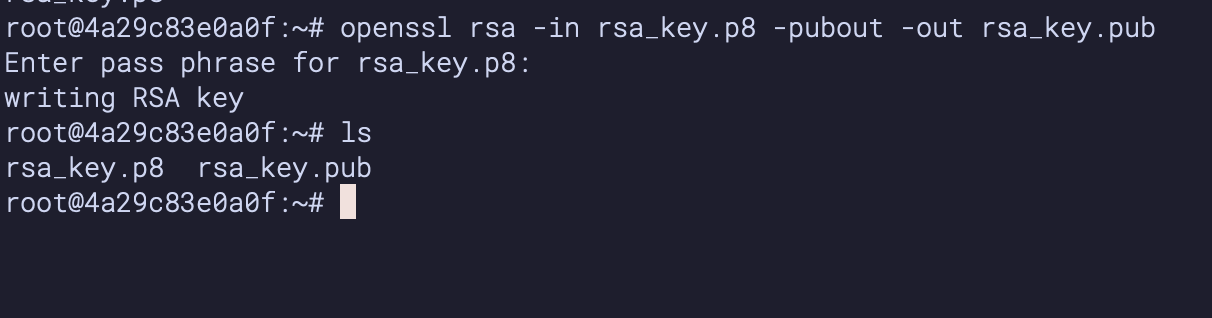 root@4a29c83e0a0f:~# openssl rsa -in rsa_key.p8 -pubout -out rsa_key.pub
Enter pass phrase for rsa_key.p8:
writing RSA key
root@4a29c83e0a0f:~# ls
rsa_key.p8  rsa_key.pub
root@4a29c83e0a0f:~#